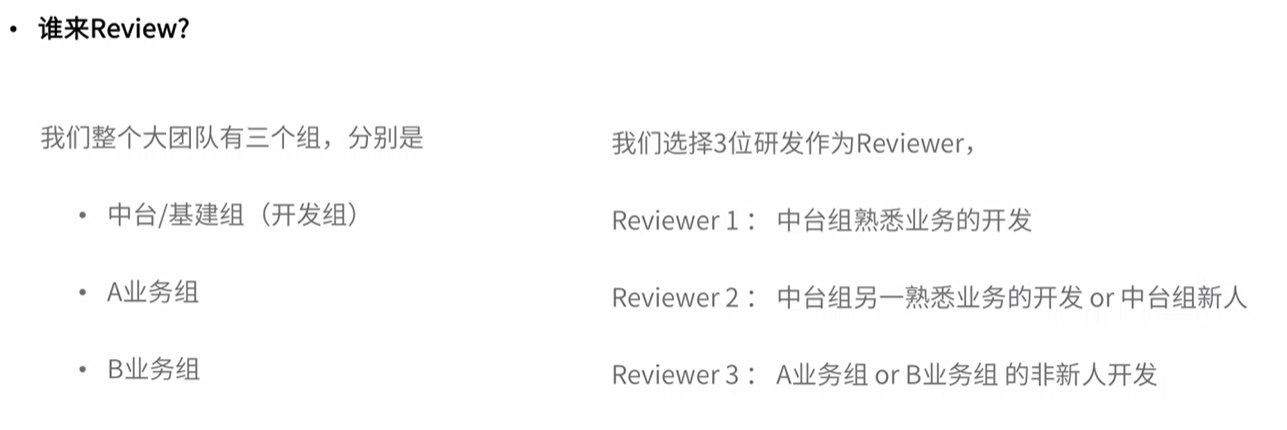 • 谁来Review?
我们整个大团队有三个组，分别是
• 中台/基建组（开发组）
• A业务组
• B业务组
我们选择3位研发作为Reviewer，
Reviewer 1： 中台组熟悉业务的开发
Reviewer 2： 中台组另一熟悉业务的开发 or 中台组新人
Reviewer 3： A业务组 or B业务组 的非新人开发